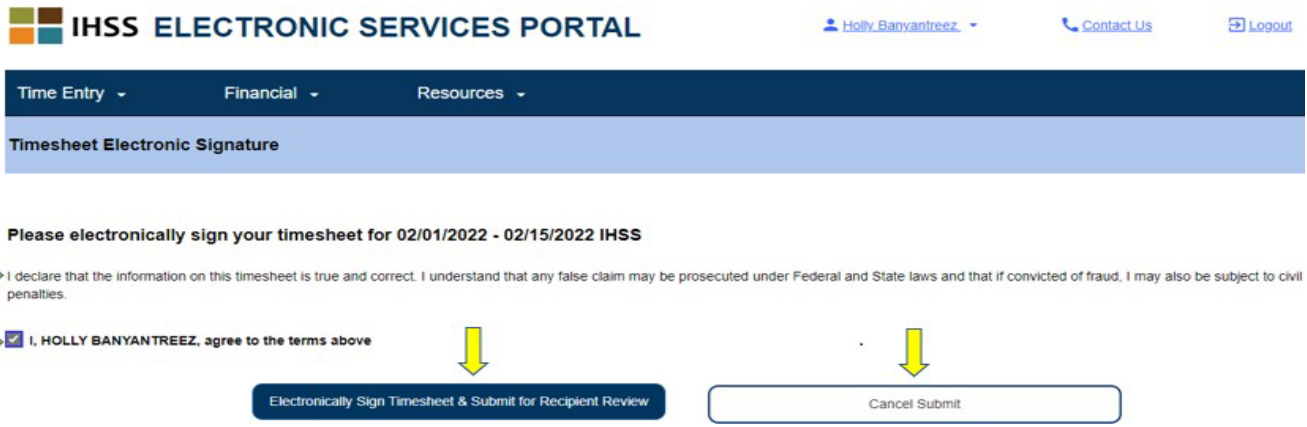 IHSS ELECTRONIC SERVICES PORTAL
Holly Banyantreez
Contact Us
Logout
Time Entry
Financial
Resources
Timesheet Electronic Signature
Please electronically sign your timesheet for 02/01/2022 - 02/15/2022 IHSS
I declare that the information on this timesheet is true and correct. I understand that any false claim may be prosecuted under Federal and State laws and that if convicted of fraud, I may also be subject to civil
penalties.
I, HOLLY BANYANTREEZ, agree to the terms above
.
Electronically Sign Timesheet & Submit for Recipient Review
Cancel Submit